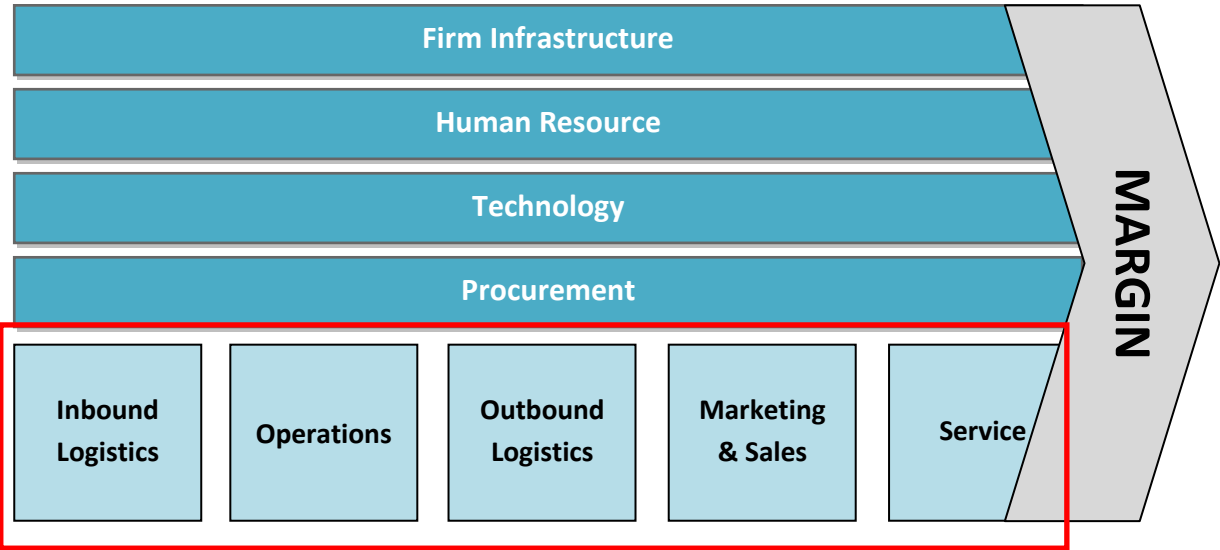 Firm Infrastructure
Human Resource
Technology
Procurement
MARGIN
Inbound
Logistics
Operations
Outbound
Logistics
Marketing
& Sales
Service